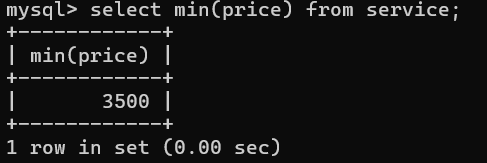 mysql> select min(price) from service;
+------------+
| min(price) |
+------------+
|       3500 |
+------------+
1 row in set (0.00 sec)